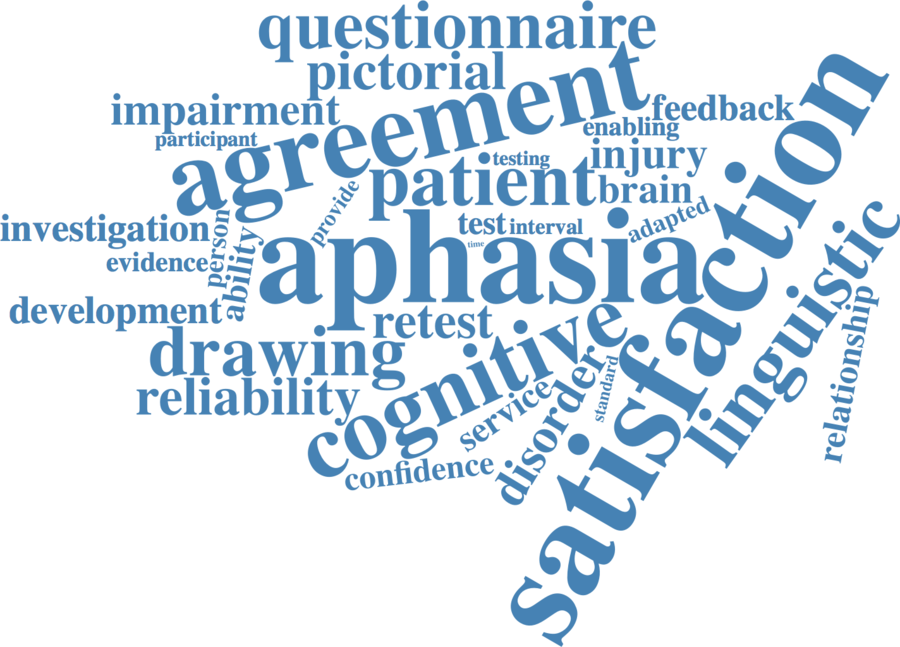 questionnaire
pictorial
agreement
impairment
feedback
participant
enabling
testing
injury
patient
brain
provide
adapted
satisfaction
investigation
person
test
interval
time
aphasia
linguistic
evidence
ability
development
retest
relationship
drawing
cognitive
reliability
service
disorder
standard
confidence